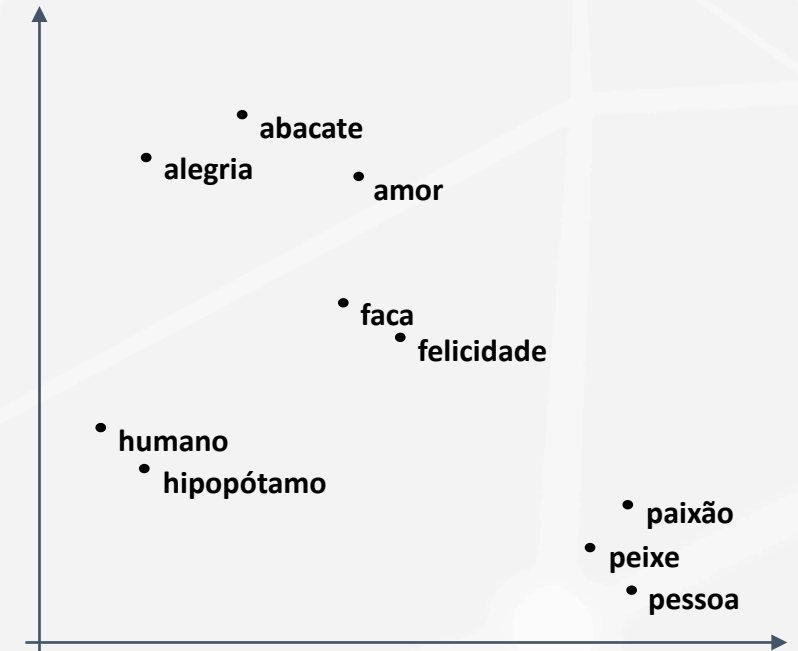 abacate
alegria
amor
faca
felicidade
humano
hipopótamo
paixão
peixe
pessoa